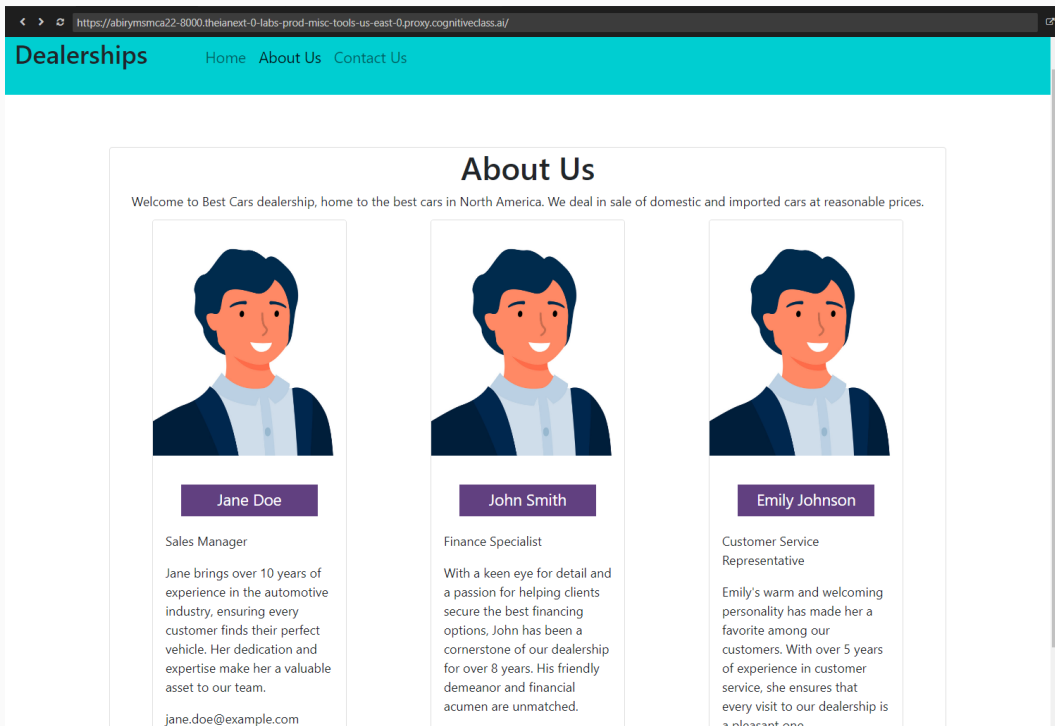 https://abirymsmca22-8000.theianext-0-labs-prod-misc-tools-us-east-0.proxy.cognitiveclass.ai/
Dealerships
Home About Us Contact Us
About Us
Welcome to Best Cars dealership, home to the best cars in North America. We deal in sale of domestic and imported cars at reasonable prices.
Jane Doe
Sales Manager
Jane brings over 10 years of
experience in the automotive
industry, ensuring every
customer finds their perfect
vehicle. Her dedication and
expertise make her a valuable
asset to our team.
jane.doe@example.com
John Smith
Finance Specialist
With a keen eye for detail and
a passion for helping clients
secure the best financing
options, John has been a
cornerstone of our dealership
for over 8 years. His friendly
demeanor and financial
acumen are unmatched.
Emily Johnson
Customer Service
Representative
Emily's warm and welcoming
personality has made her a
favorite among our
customers. With over 5 years
of experience in customer
service, she ensures that
every visit to our dealership is
a pleasant one.